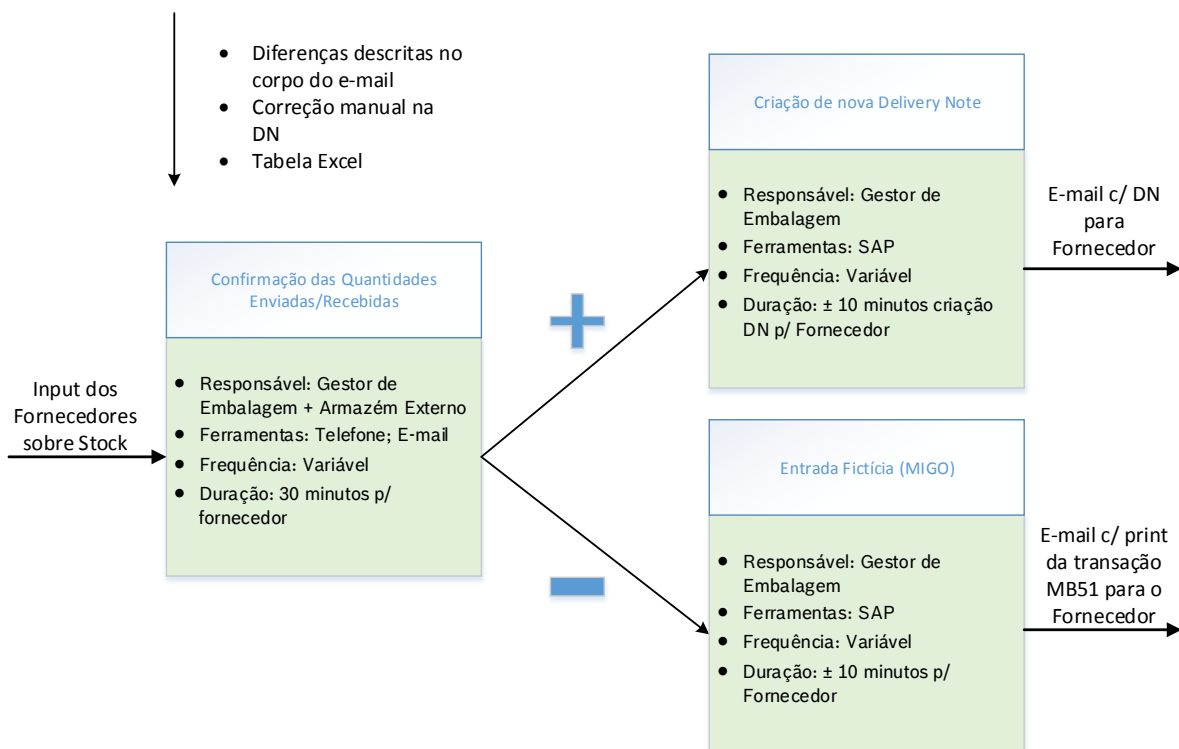 • Diferenças descritas no
corpo do e-mail
• Correção manual na
DN
• Tabela Excel
Input dos
Fornecedores
sobre Stock
Confirmação das Quantidades
Enviadas/Recebidas
• Responsável: Gestor de
Embalagem + Armazém Externo
• Ferramentas: Telefone; E-mail
• Frequência: Variável
• Duração: 30 minutos p/
fornecedor
+
−
Criação de nova Delivery Note
• Responsável: Gestor de
Embalagem
• Ferramentas: SAP
• Frequência: Variável
• Duração: ± 10 minutos criação
DN p/ Fornecedor
E-mail c/ DN
para
Fornecedor
Entrada Fictícia (MIGO)
• Responsável: Gestor de
Embalagem
• Ferramentas: SAP
• Frequência: Variável
• Duração: ± 10 minutos p/
Fornecedor
E-mail c/ print
da transação
MB51 para o
Fornecedor